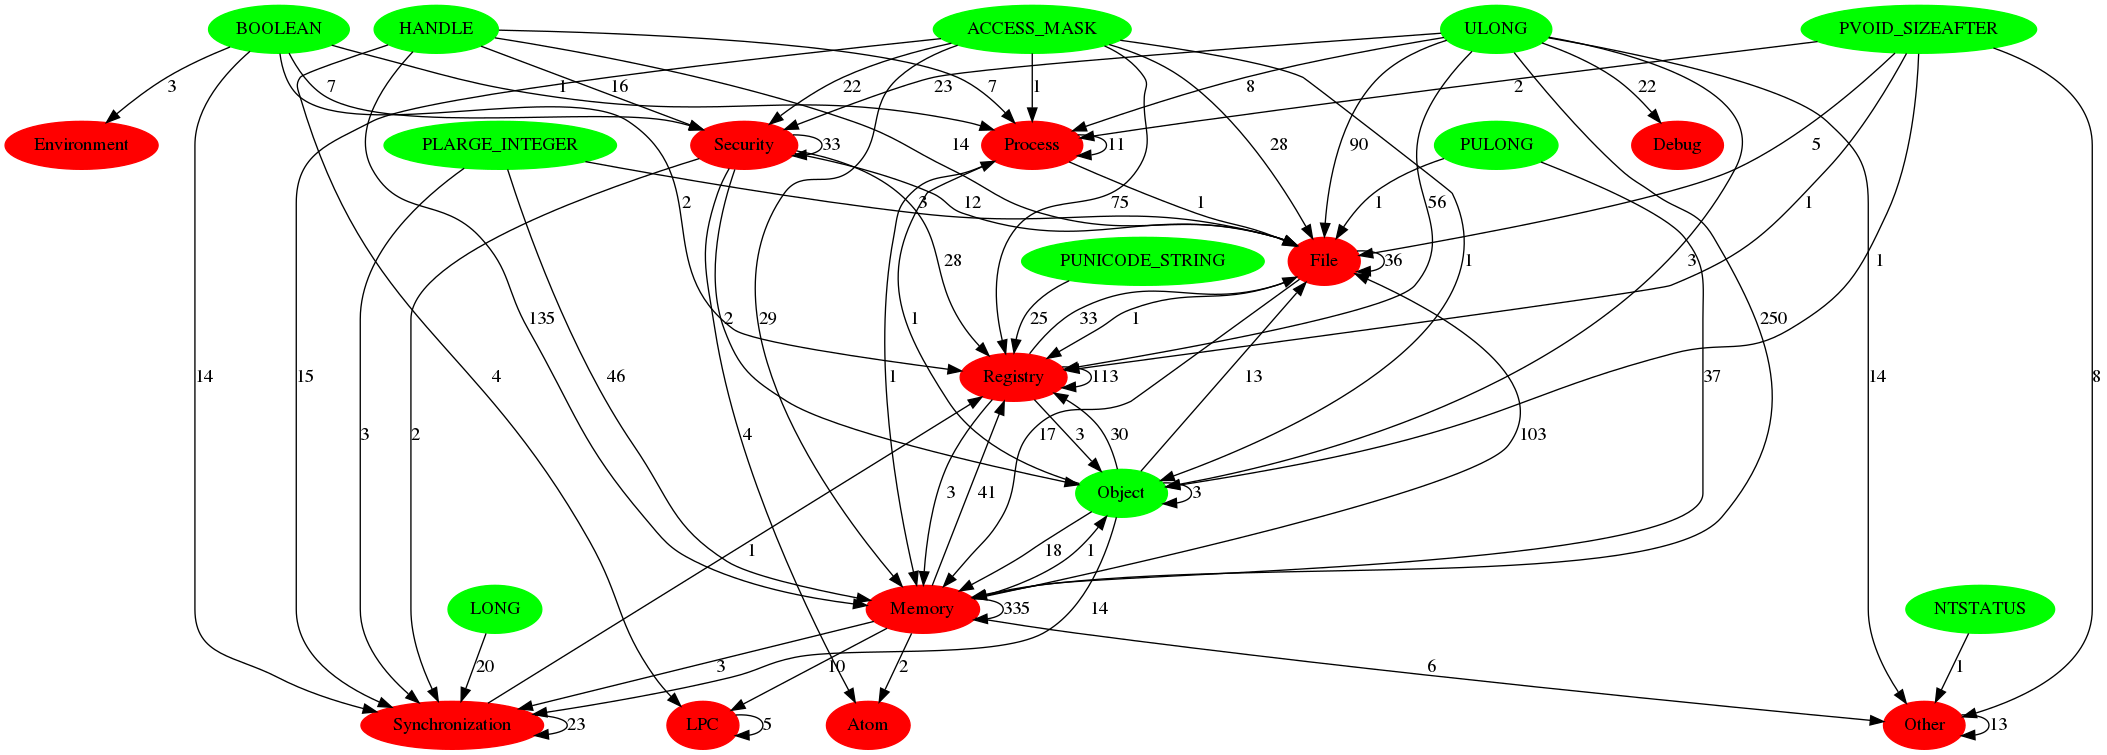 BOOLEAN HANDLE ACCESS_MASK ULONG PVOID_SIZEAFTER
3 7 1 16 22 23 1 7 8 22 2
Environment PLARGE_INTEGER Security 33 Process 11 14 28 90 PULONG Debug 5
2 3 12 75 1 1 56 3 1
28 PUNICODE_STRING File 36 1 1
135 2 29 1 25 33 1 13 250
14 15 4 46 1 Registry 113 37 14 8
3 2 4 3 41 17 3 30 103
Object 3
18 1
LONG Memory 335 14 NTSTATUS
20 3 10 2 6 1
Synchronization 23 LPC 5 Atom Other 13
1